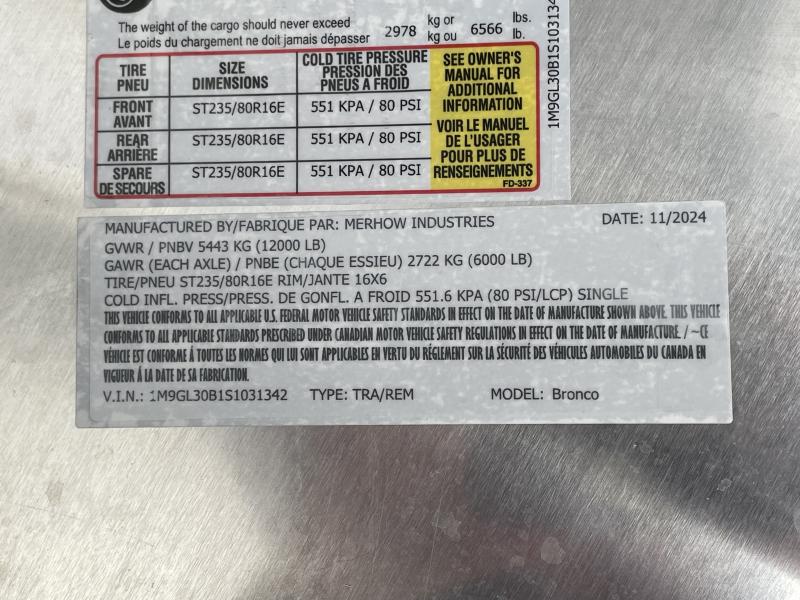 The weight of the cargo should never exceed 2978 kg or 6566 lbs.
Le poids du chargement ne doit jamais dépasser kg ou lb.
TIRE PNEU SIZE DIMENSIONS COLD TIRE PRESSURE PRESSION DES PNEUS A FROID
FRONT AVANT ST235/80R16E 551 KPA / 80 PSI
REAR ARRIÈRE ST235/80R16E 551 KPA / 80 PSI
SPARE DE SECOURS ST235/80R16E 551 KPA / 80 PSI
SEE OWNER'S
MANUAL FOR
ADDITIONAL
INFORMATION
VOIR LE MANUEL
DE L'USAGER
POUR PLUS DE
RENSEIGNEMENTS
FD-337
1M9GL30B1S103134
MANUFACTURED BY/FABRIQUE PAR: MERHOW INDUSTRIES DATE: 11/2024
GVWR / PNBV 5443 KG (12000 LB)
GAWR (EACH AXLE) / PNBE (CHAQUE ESSIEU) 2722 KG (6000 LB)
TIRE/PNEU ST235/80R16E RIM/JANTE 16X6
COLD INFL. PRESS/PRESS. DE GONFL. A FROID 551.6 KPA (80 PSI/LCP) SINGLE
THIS VEHICLE CONFORMS TO ALL APPLICABLE U.S. FEDERAL MOTOR VEHICLE SAFETY STANDARDS IN EFFECT ON THE DATE OF MANUFACTURE SHOWN ABOVE. THIS VEHICLE
CONFORMS TO ALL APPLICABLE STANDARDS PRESCRIBED UNDER CANADIAN MOTOR VEHICLE SAFETY REGULATIONS IN EFFECT ON THE DATE OF MANUFACTURE. / ~CE
VÉHICLE EST CONFORME Á TOUTES LES NORMES QUI LUI SONT APPLICABLES EN VERTU DU RÉGLEMENT SUR LA SÉCURITÉ DES VÉHICULES AUTOMOBILES DU CANADA EN
VIGUEUR Á LA DATE DE SA FABRICATION.
V.I.N.: 1M9GL30B1S1031342 TYPE: TRA/REM MODEL: Bronco